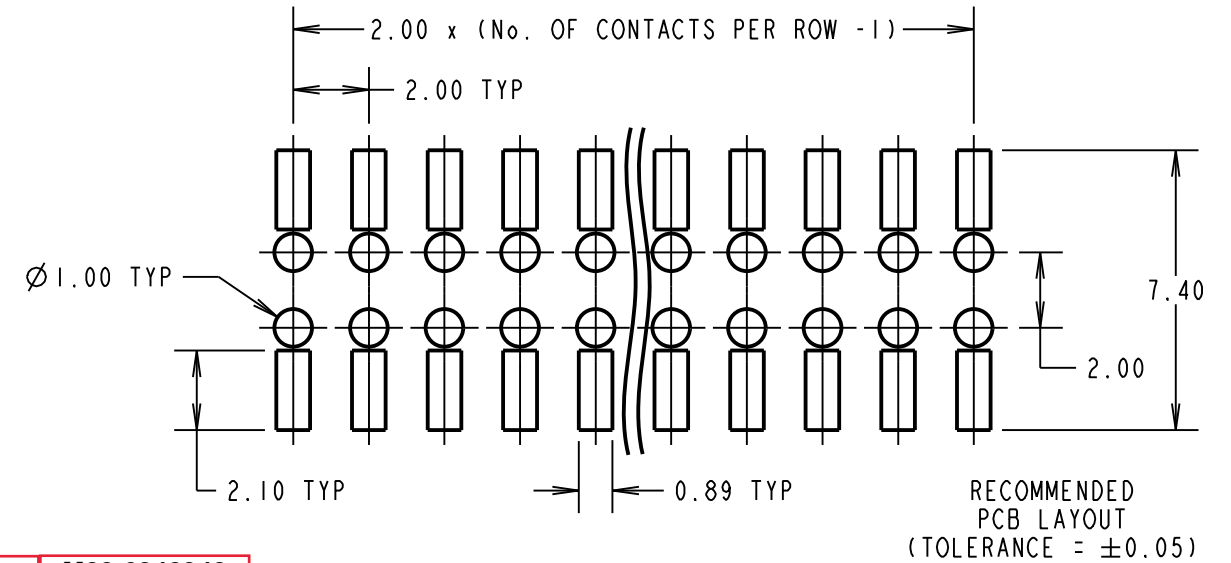 2.00 x (No. OF CONTACTS PER ROW -1)
2.00 TYP
Ø1.00 TYP
7.40
2.00
2.10 TYP
0.89 TYP
RECOMMENDED
PCB LAYOUT
(TOLERANCE = ±0.05)